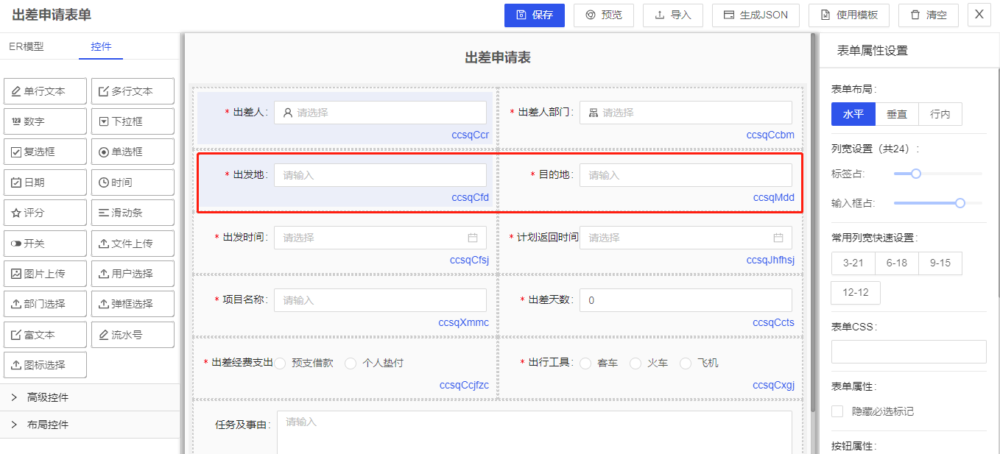 出差申请表单
保存
预览
导入
生成JSON
使用模板
清空
X
ER模型
控件
单行文本
多行文本
123 数字
下拉框
复选框
单选框
日期
时间
评分
滑动条
开关
文件上传
图片上传
用户选择
部门选择
弹框选择
富文本
流水号
图标选择
高级控件
布局控件
出差申请表
* 出差人: 请选择
ccsqCcr
* 出差人部门: 请选择
ccsqCcbm
* 出发地: 请输入
ccsqCfd
* 目的地: 请输入
ccsqMdd
* 出发时间: 请选择
ccsqCfsj
* 计划返回时间 请选择
ccsqJhfhsj
* 项目名称: 请输入
ccsqXmmc
* 出差天数: 0
ccsqCcts
* 出差经费支出 预支借款 个人垫付
ccsqCcjfzc
* 出行工具: 客车 火车 飞机
ccsqCxgj
任务及事由: 请输入
表单属性设置
表单布局:
水平 垂直 行内
列宽设置（共24）:
标签占:
输入框占:
常用列宽快速设置:
3-21 6-18 9-15
12-12
表单CSS:
表单属性:
隐藏必选标记
按钮属性: